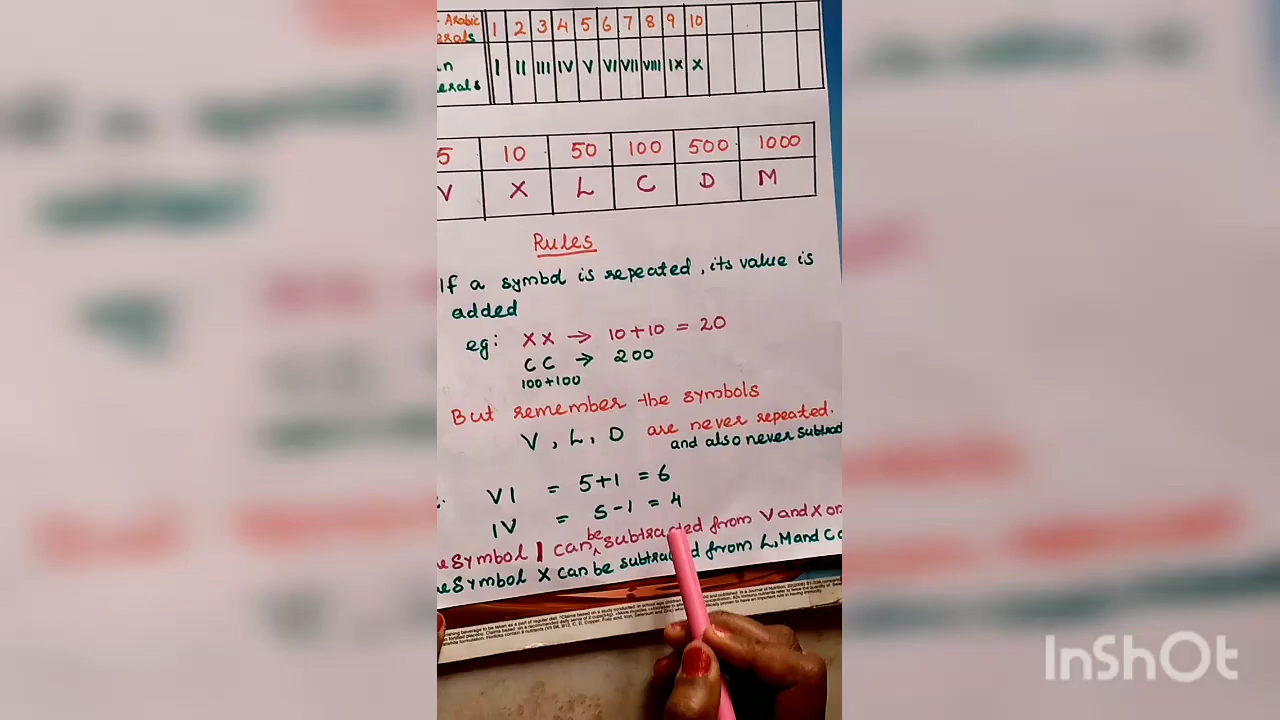 - Arabic 1 2 3 4 5 6 7 8 9 10
erals
n I II III IV V VI VII VIII IX X
erals
5 10 50 100 500 1000
V X L C D M
Rules
If a symbol is repeated, its value is
added
eg: XX → 10+10 = 20
CC → 200
100+100
But remember the symbols
V, L, D are never repeated.
and also never subtrac
VI = 5+1 = 6
IV = 5-1 = 4
e symbol I can be subtracted from V and X on
e symbol X can be subtrac d from L, M and C o
InShOt